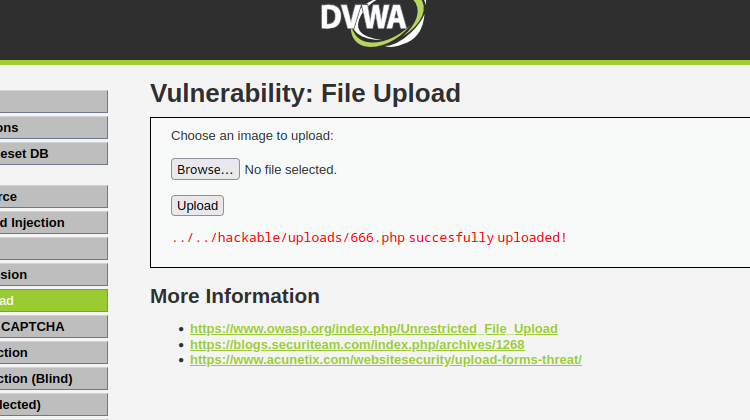 DVWA
Vulnerability: File Upload
Choose an image to upload:
Browse... No file selected.
Upload
../../hackable/uploads/666.php succesfully uploaded!
More Information
https://www.owasp.org/index.php/Unrestricted_File_Upload
https://blogs.securiteam.com/index.php/archives/1268
https://www.acunetix.com/websitesecurity/upload-forms-threat/
ons
eset DB
rce
d Injection
sion
ad
CAPTCHA
ction
ction (Blind)
lected)